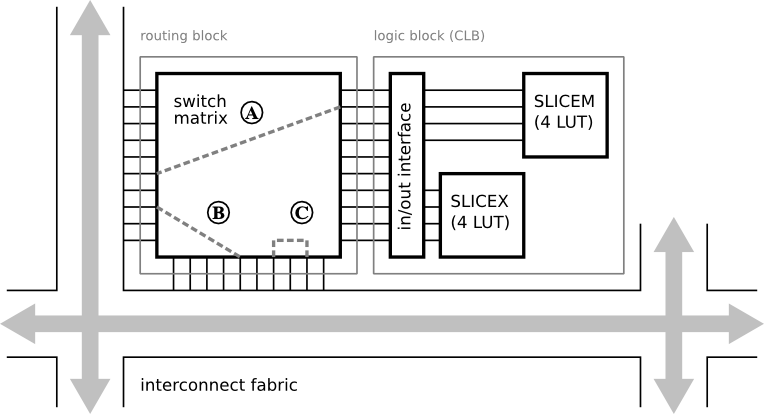 routing block
logic block (CLB)
switch
matrix
A
in/out interface
SLICEM
(4 LUT)
B
C
SLICEX
(4 LUT)
interconnect fabric